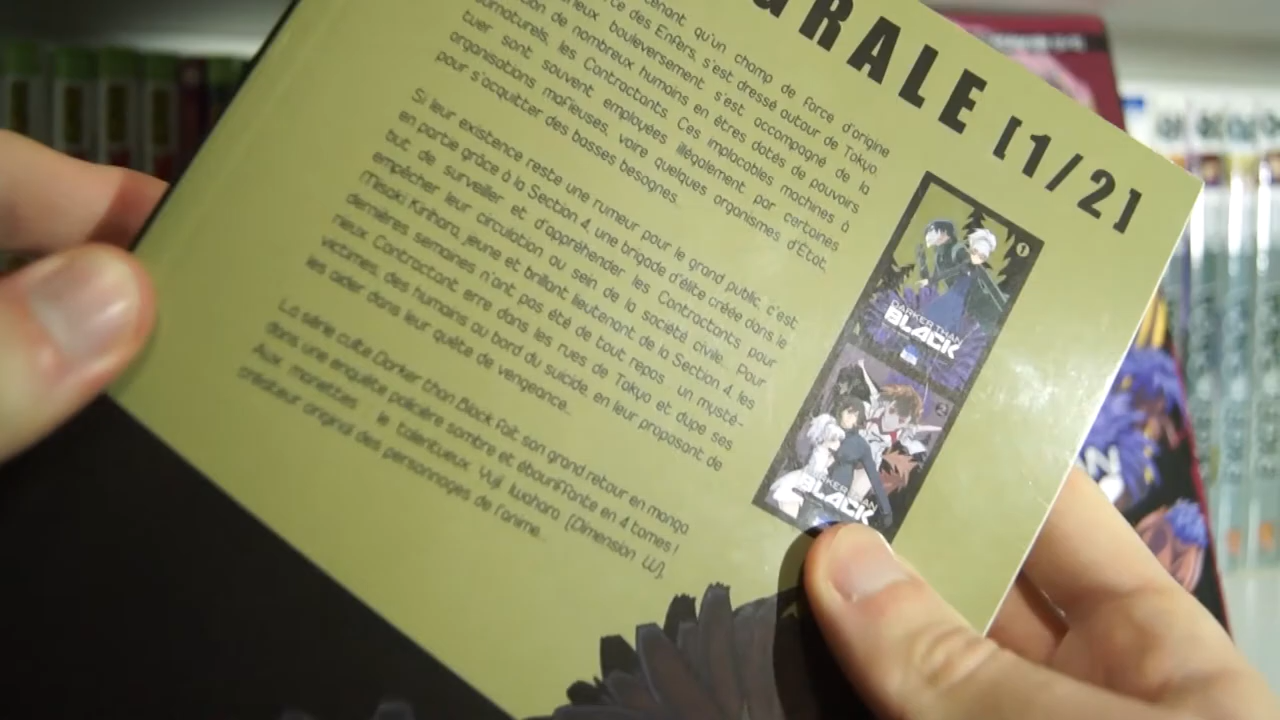 GRALE [1/2]
tenant qu'un champ de force d'origine
ce des Enfers, s'est dressé autour de Tokyo.
rieux bouleversement s'est accompagné de la
tion de nombreux humains en êtres dotés de pouvoirs
surnaturels, les Contractants. Ces implacables machines à
tuer sont souvent employées illégalement par certaines
organisations mafieuses, voire quelques organismes d'État,
pour s'acquitter des basses besognes.
Si leur existence reste une rumeur pour le grand public, c'est
en partie grâce à la Section 4, une brigade d'élite créée dans le
but de surveiller et d'appréhender les Contractants pour
empêcher leur circulation au sein de la société civile... Pour
Misaki Kirihara, jeune et brillant lieutenant de la Section 4, les
dernières semaines n'ont pas été de tout repos : un mysté-
rieux Contractant erre dans les rues de Tokyo et dupe ses
victimes, des humains au bord du suicide, en leur proposant de
les aider dans leur quête de vengeance...
La série culte Darker than Black fait son grand retour en manga
dans une enquête policière sombre et ébouriffante en 4 tomes !
Aux manettes : le talentueux Yuji Iwahara (Dimension W),
créateur original des personnages de l'anime.
1
DARKER THAN
BLACK
2
DARKER THAN
BLACK
AN